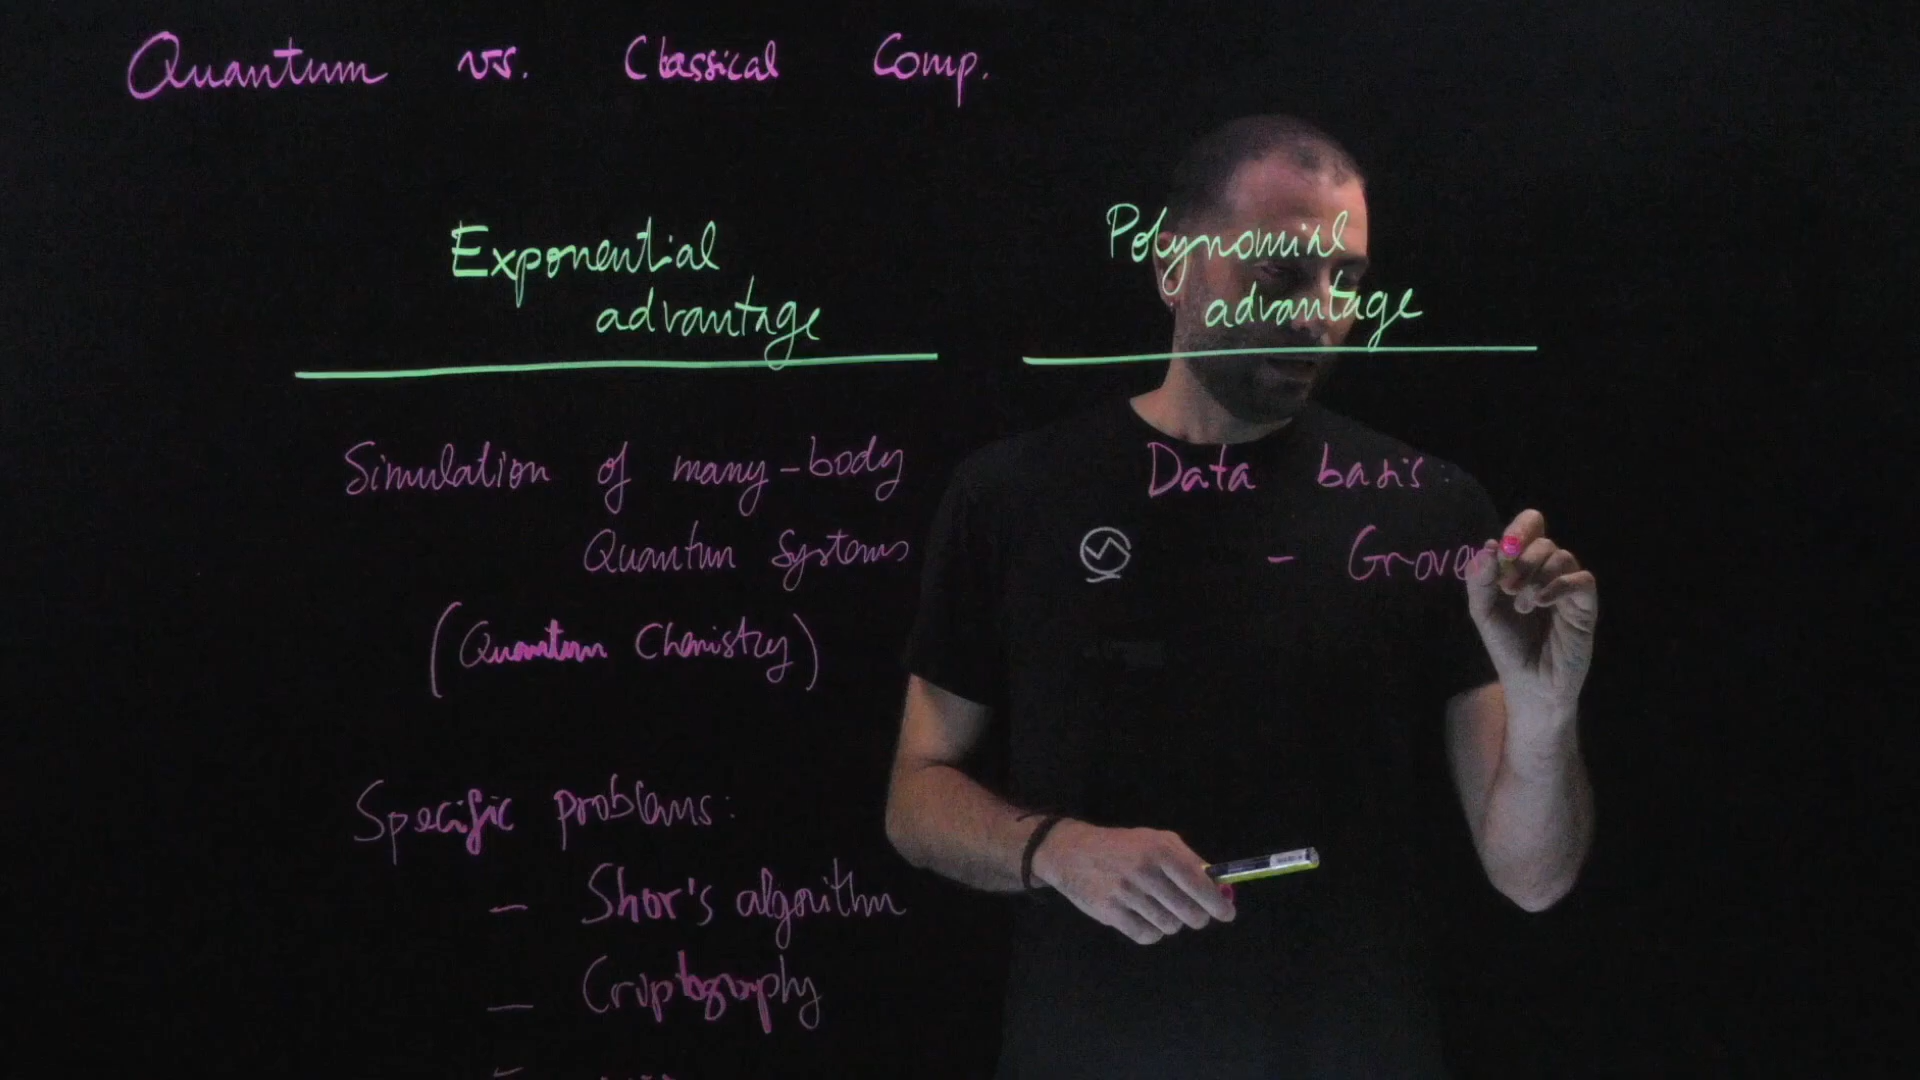 Quantum vs. Classical Comp.
Exponential
advantage
Simulation of many-body
Quantum Systems
(Quantum Chemistry)
Specific problems:
- Shor's algorithm
- Cryptography
Polynomial
advantage
Data basis:
- Grover